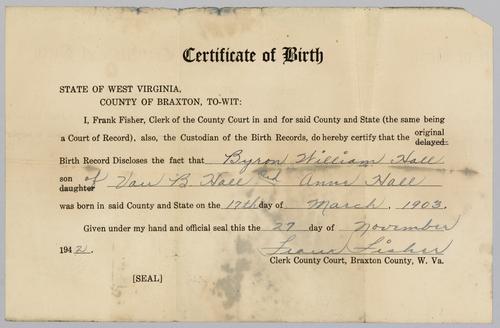 Certificate of Birth
STATE OF WEST VIRGINIA,
COUNTY OF BRAXTON, TO-WIT:
I, Frank Fisher, Clerk of the County Court in and for said County and State (the same being
a Court of Record), also, the Custodian of the Birth Records, do hereby certify that the original delayed
Birth Record Discloses the fact that Byron William Hall
son daughter of Van B Hall and Anna Hall
was born in said County and State on the 17th day of March, 1903.
Given under my hand and official seal this the 27 day of November
1942.
Frank Fisher
Clerk County Court, Braxton County, W. Va.
[SEAL]